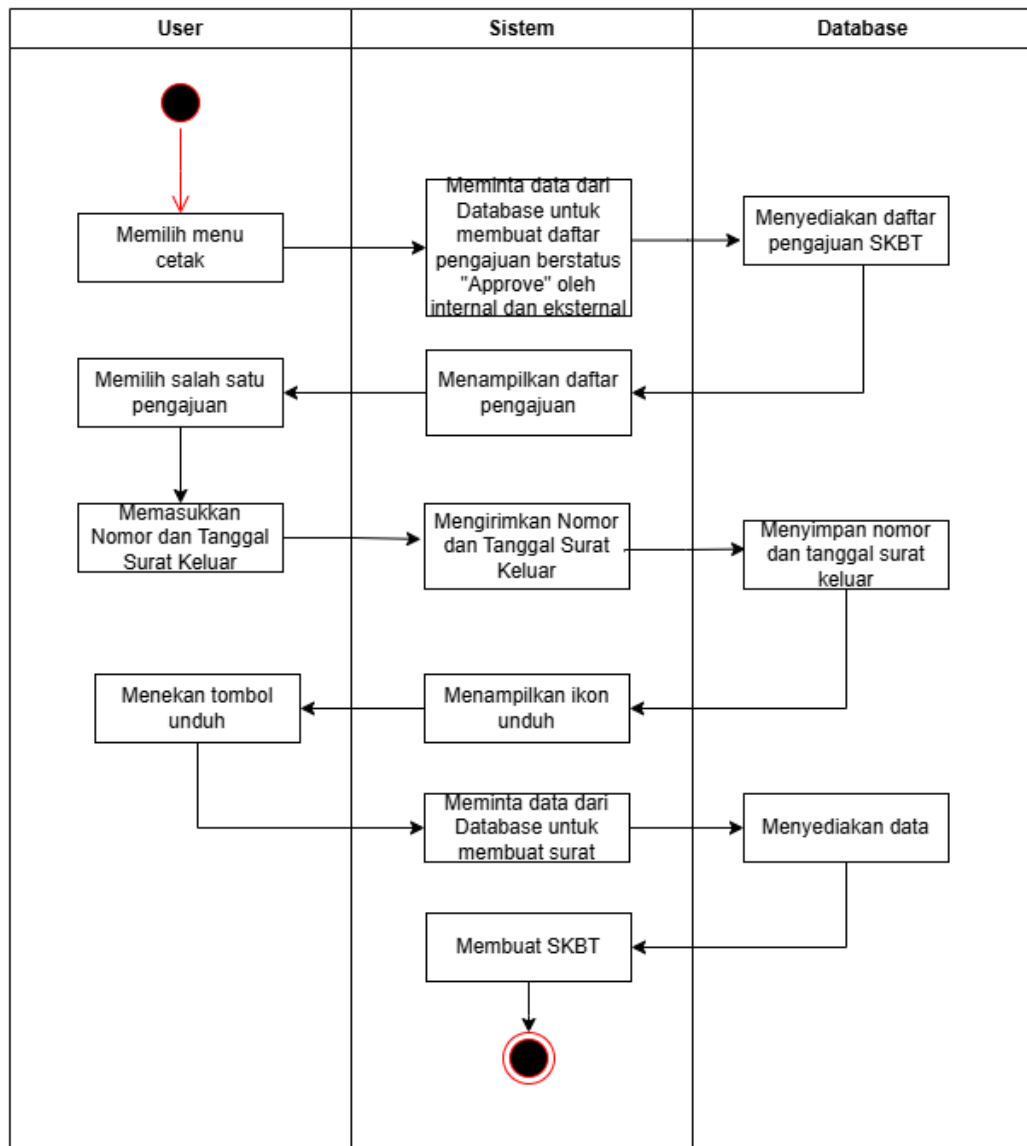 User
Sistem
Database
Memilih menu
cetak
Meminta data dari
Database untuk
membuat daftar
pengajuan berstatus
"Approve" oleh
internal dan eksternal
Menyediakan daftar
pengajuan SKBT
Menampilkan daftar
pengajuan
Memilih salah satu
pengajuan
Memasukkan
Nomor dan Tanggal
Surat Keluar
Mengirimkan Nomor
dan Tanggal Surat
Keluar
Menyimpan nomor
dan tanggal surat
keluar
Menampilkan ikon
unduh
Menekan tombol
unduh
Meminta data dari
Database untuk
membuat surat
Menyediakan data
Membuat SKBT